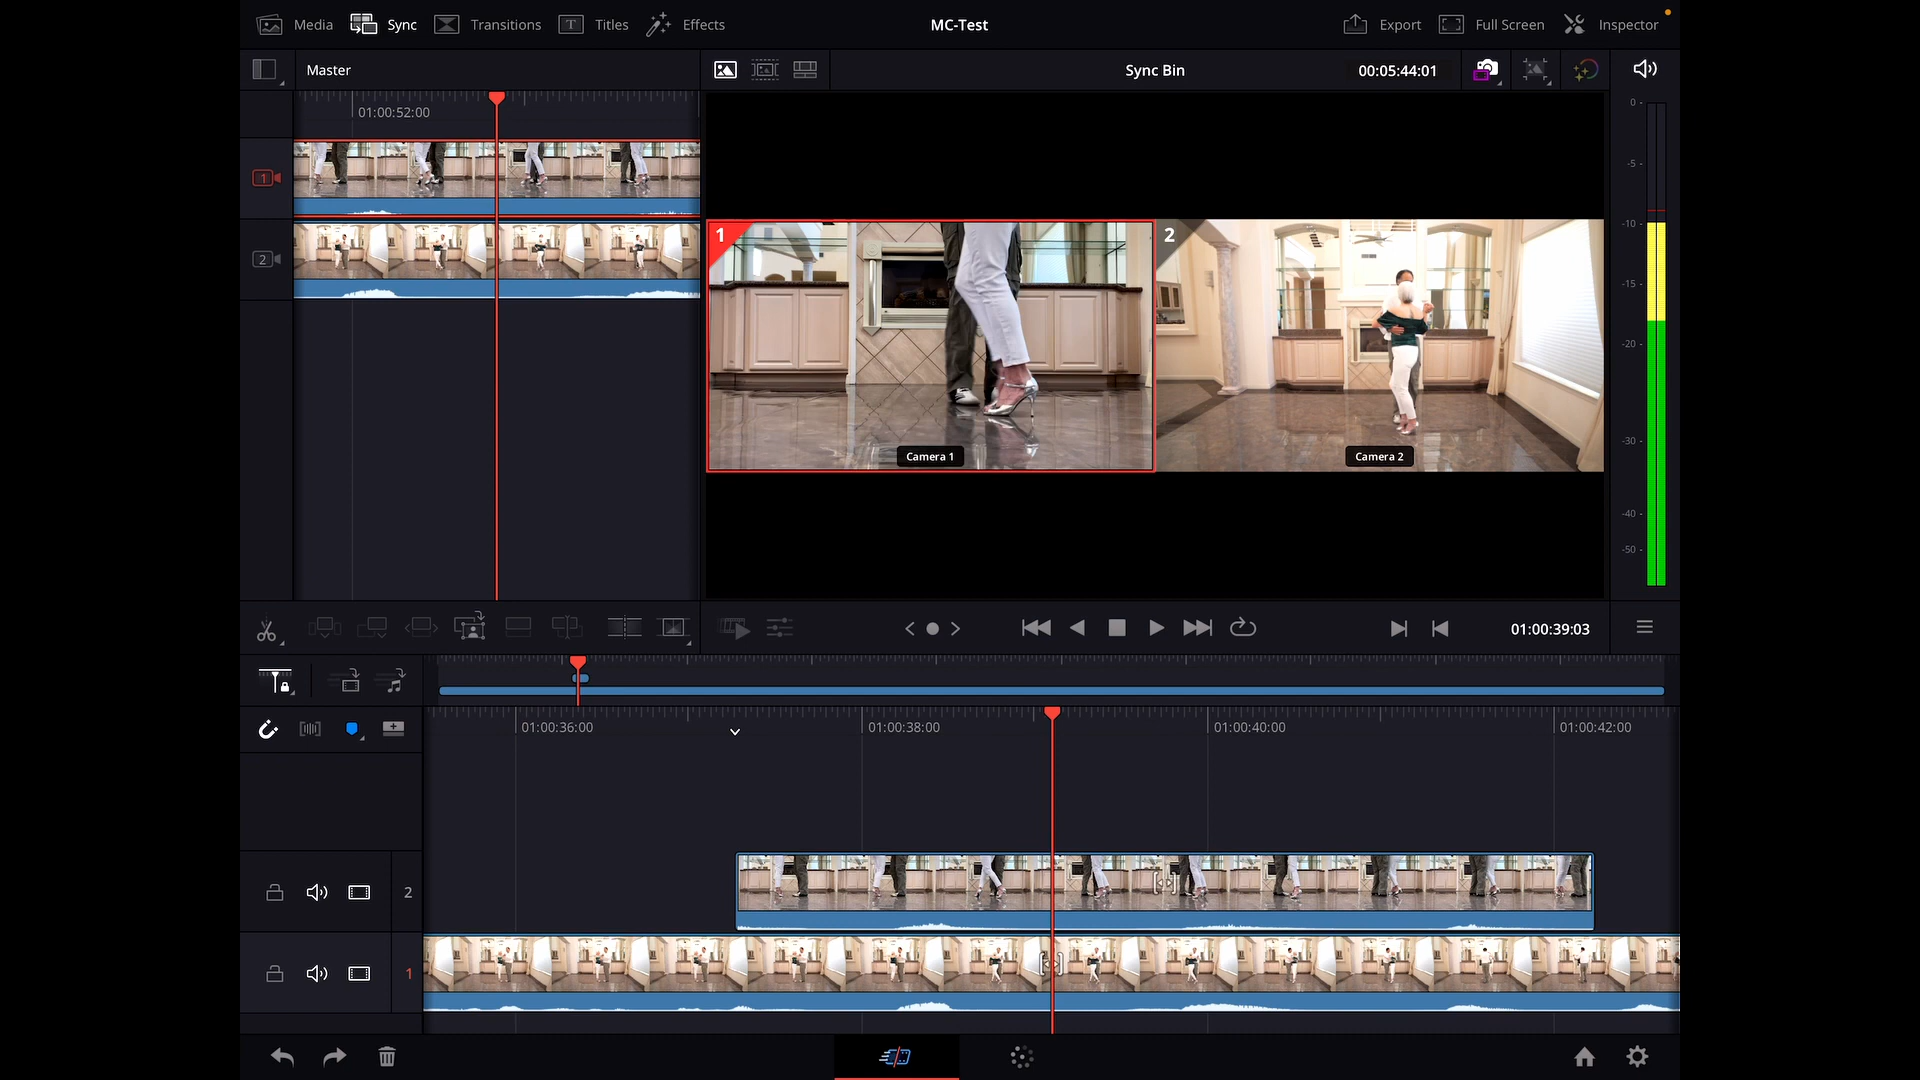 Media
Sync
Transitions
T
Titles
Effects
MC-Test
Export
Full Screen
Inspector
Master
Sync Bin
00:05:44:01
01:00:52:00
1
2
1
2
Camera 1
Camera 2
0
-5
-10
-15
-20
-30
-40
-50
01:00:39:03
01:00:36:00
01:00:38:00
01:00:40:00
01:00:42:00
2
1